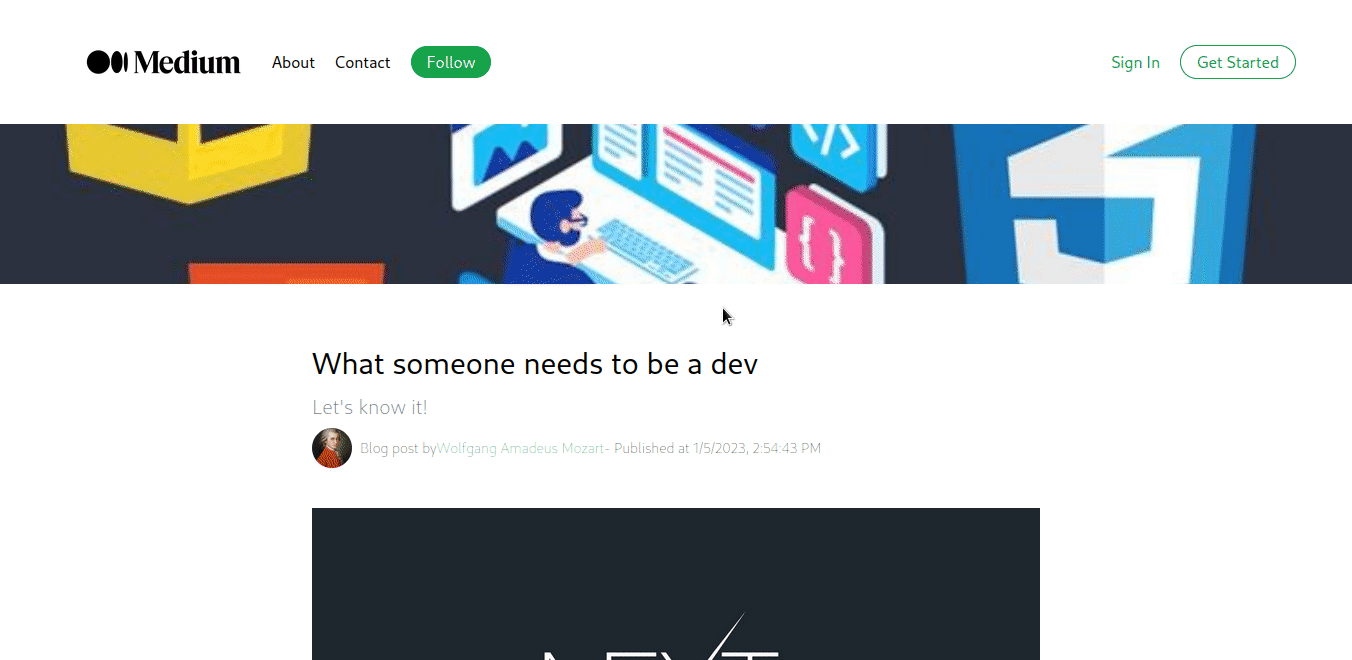 Medium About Contact Follow Sign In Get Started
</>
{ }
What someone needs to be a dev
Let's know it!
Blog post byWolfgang Amadeus Mozart- Published at 1/5/2023, 2:54:43 PM
NEXT